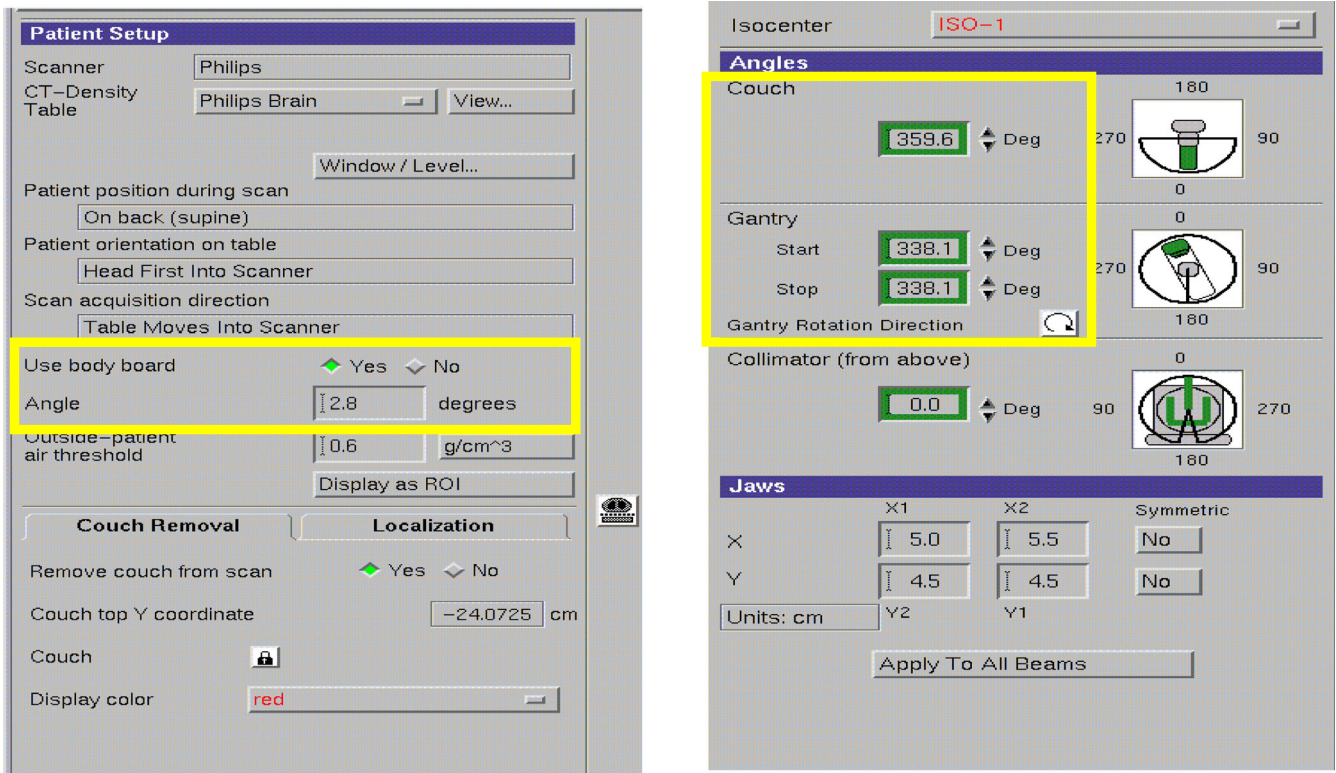 Patient Setup
Scanner Philips
CT-Density
Table Philips Brain View...
Window / Level...
Patient position during scan
On back (supine)
Patient orientation on table
Head First Into Scanner
Scan acquisition direction
Table Moves Into Scanner
Use body board Yes No
Angle 2.8 degrees
Outside-patient
air threshold 0.6 g/cm^3
Display as ROI
Couch Removal Localization
Remove couch from scan Yes No
Couch top Y coordinate -24.0725 cm
Couch
Display color red
Isocenter ISO-1
Angles
Couch 180
359.6 Deg 270 90
0
Gantry 0
Start 338.1 Deg
270 90
Stop 338.1 Deg
Gantry Rotation Direction 180
Collimator (from above) 0
0.0 Deg 90 270
180
Jaws
X1 X2 Symmetric
X 5.0 5.5 No
Y 4.5 4.5 No
Units: cm Y2 Y1
Apply To All Beams